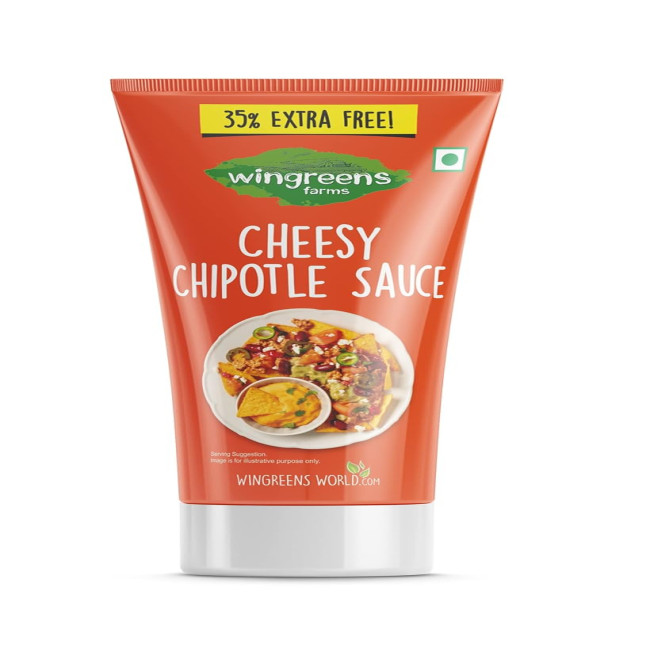 35% EXTRA FREE!
wingreens
farms
CHEESY
CHIPOTLE SAUCE
Serving Suggestion.
Image is for illustrative purpose only.
WINGREENS WORLD.COM